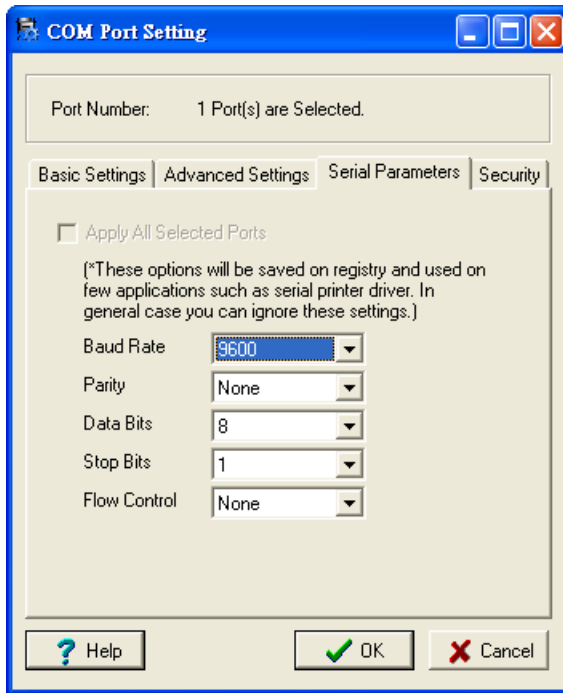 COM Port Setting
Port Number: 1 Port(s) are Selected.
Basic Settings Advanced Settings Serial Parameters Security
Apply All Selected Ports
(*These options will be saved on registry and used on
few applications such as serial printer driver. In
general case you can ignore these settings.)
Baud Rate 9600
Parity None
Data Bits 8
Stop Bits 1
Flow Control None
Help OK Cancel